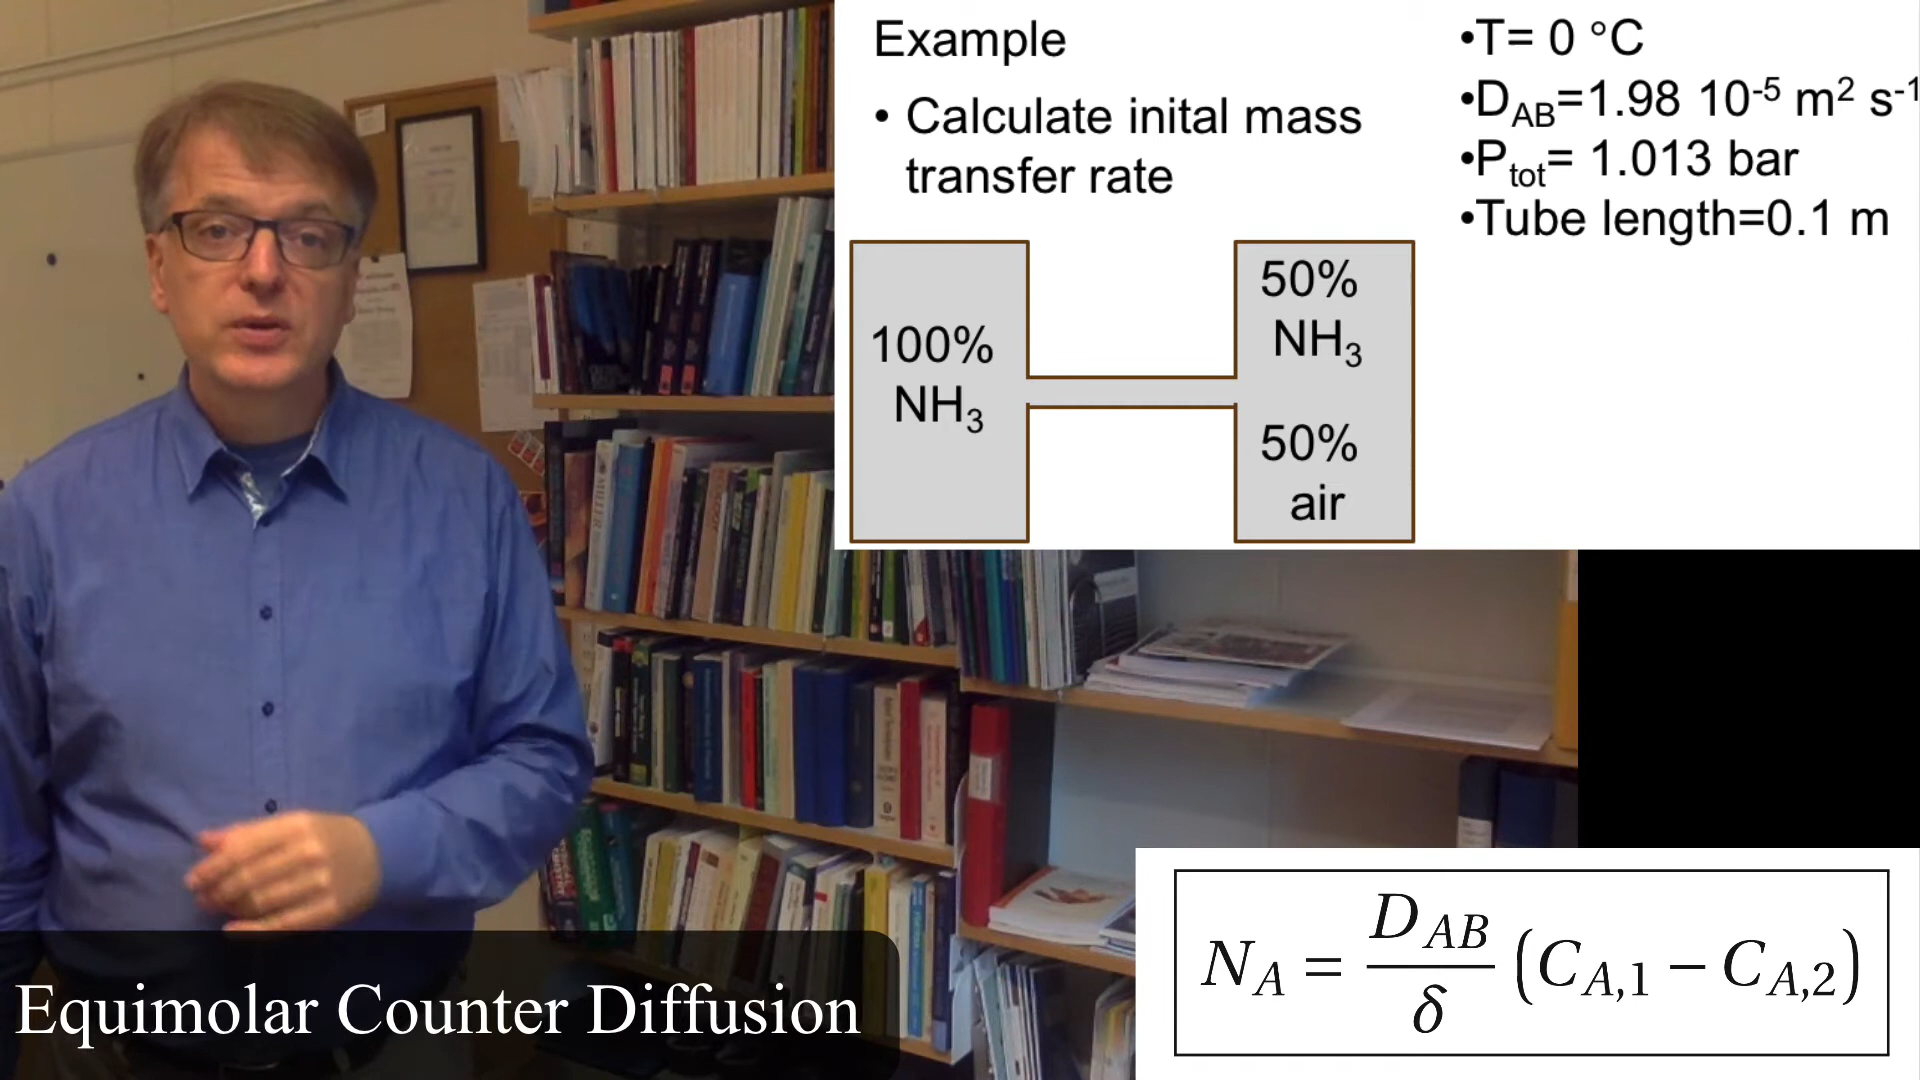 Example
• Calculate inital mass
transfer rate
•T= 0 °C
•D_AB=1.98 10⁻⁵ m² s⁻¹
•P_tot= 1.013 bar
•Tube length=0.1 m
100%
NH₃
50%
NH₃
50%
air
N_A = D_AB/δ (C_A,1 − C_A,2)
Equimolar Counter Diffusion